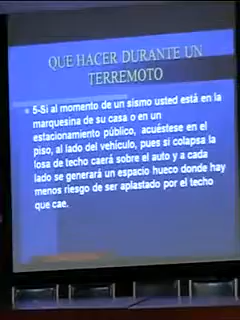 QUE HACER DURANTE UN
TERREMOTO
5-Si al momento de un sismo usted está en la
marquesina de su casa o en un
estacionamiento público, acuéstese en el
piso, al lado del vehículo, pues si colapsa la
losa de techo caerá sobre el auto y a cada
lado se generará un espacio hueco donde hay
menos riesgo de ser aplastado por el techo
que cae.